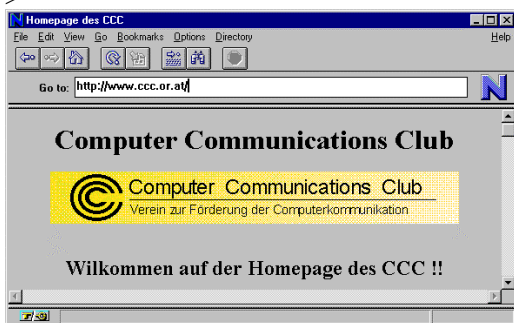 Homepage des CCC
File Edit View Go Bookmarks Options Directory Help
Go to: http://www.ccc.or.at/
N
Computer Communications Club
Computer Communications Club
Verein zur Förderung der Computerkommunikation
Wilkommen auf der Homepage des CCC !!